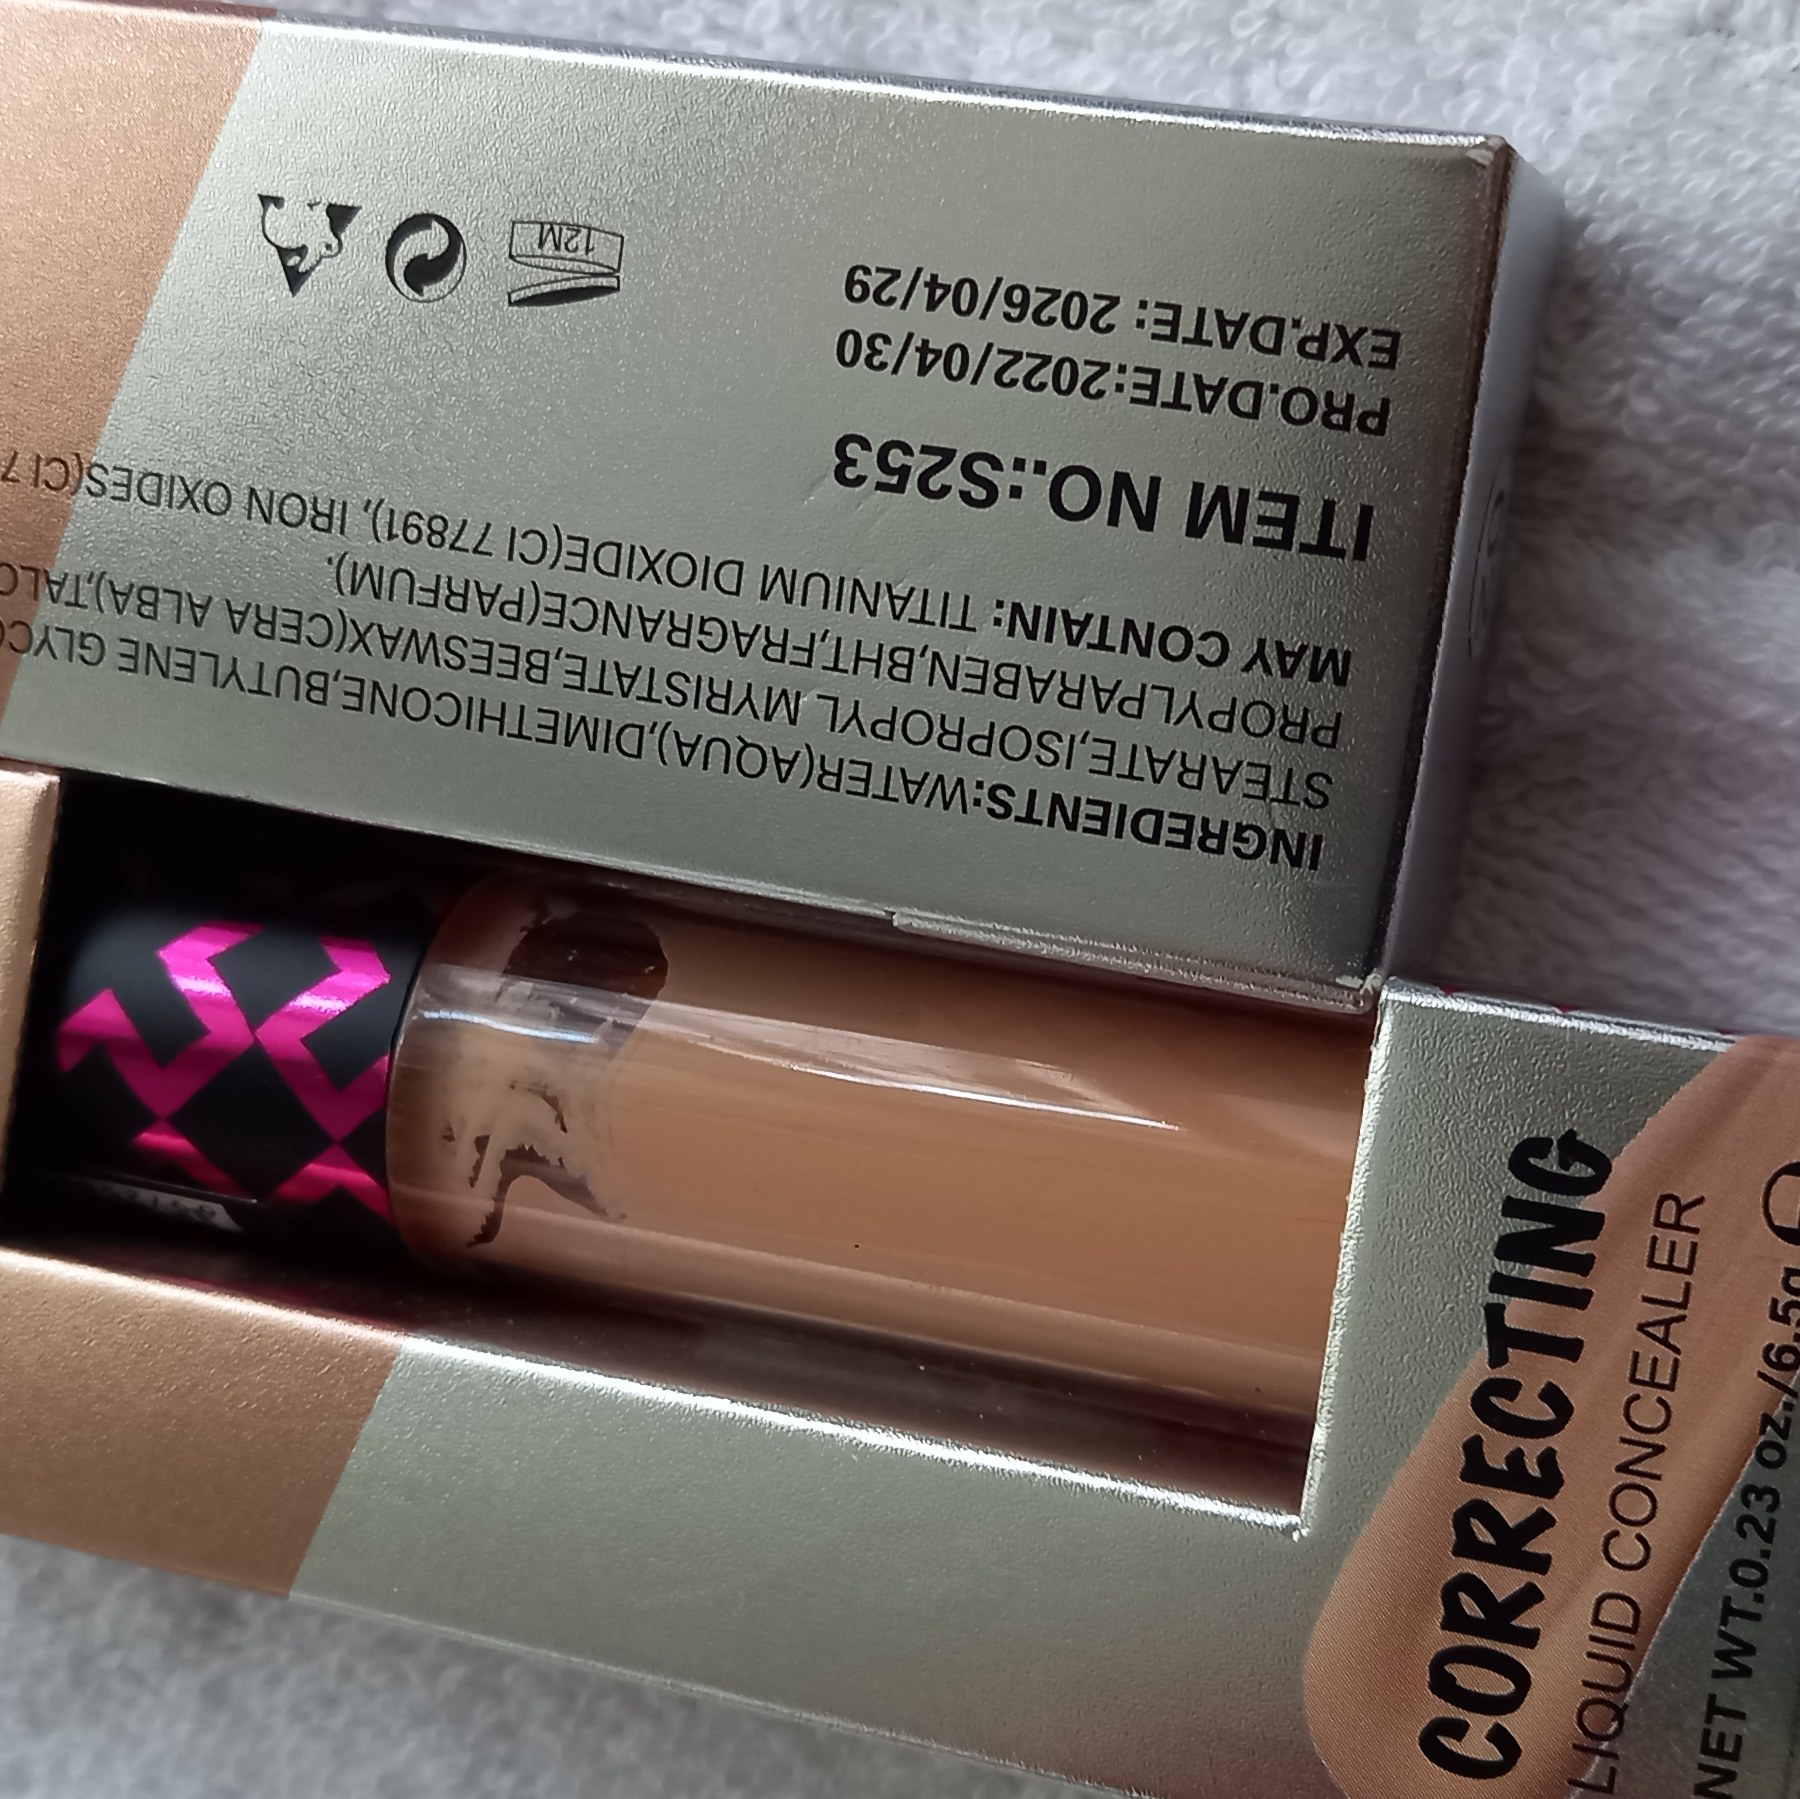 INGREDIENTS:WATER(AQUA),DIMETHICONE,BUTYLENE
STEARATE,ISOPROPYL MYRISTATE,BEESWAX(CERA ALBA),TALC
PROPYLPARABEN,BHT,FRAGRANCE(PARFUM).
MAY CONTAIN: TITANIUM DIOXIDE(CI 77891), IRON OXIDES(CI 7
ITEM NO.:S253
PRO.DATE:2022/04/30
EXP.DATE: 2026/04/29
12M
CORRECTING
LIQUID CONCEALER
NET WT.0.23 oz./6.5g